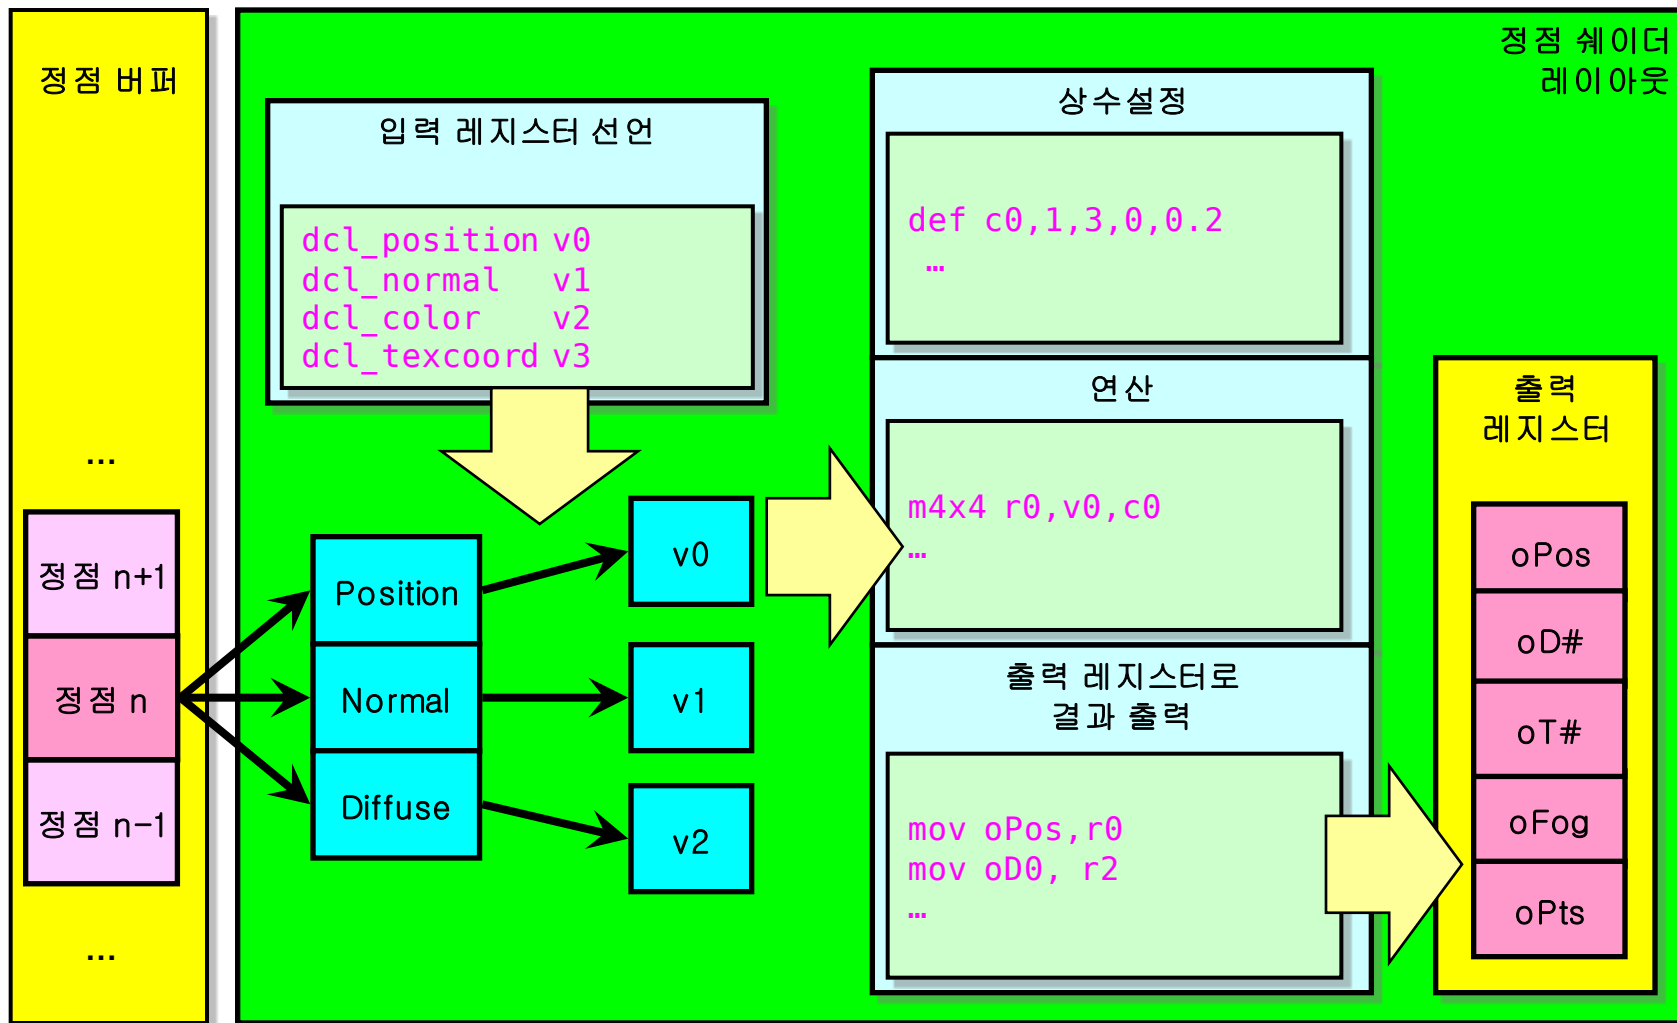 정점 버퍼
...
정점 n+1
정점 n
정점 n-1
...
정점 쉐이더
레이아웃
입력 레지스터 선언
dcl_position v0
dcl_normal v1
dcl_color v2
dcl_texcoord v3
Position
Normal
Diffuse
v0
v1
v2
상수설정
def c0,1,3,0,0.2
…
연산
m4x4 r0,v0,c0
…
출력 레지스터로
결과 출력
mov oPos,r0
mov oD0, r2
…
출력
레지스터
oPos
oD#
oT#
oFog
oPts